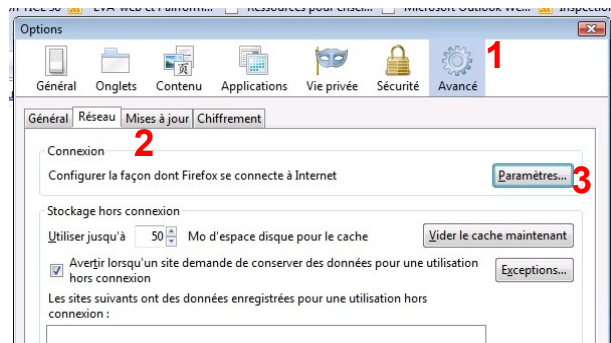 Options
Général Onglets Contenu Applications Vie privée Sécurité Avancé 1
Général Réseau Mises à jour Chiffrement
2
Connexion
Configurer la façon dont Firefox se connecte à Internet Paramètres... 3
Stockage hors connexion
Utiliser jusqu'à 50 Mo d'espace disque pour le cache Vider le cache maintenant
Avertir lorsqu'un site demande de conserver des données pour une utilisation
hors connexion Exceptions...
Les sites suivants ont des données enregistrées pour une utilisation hors
connexion :